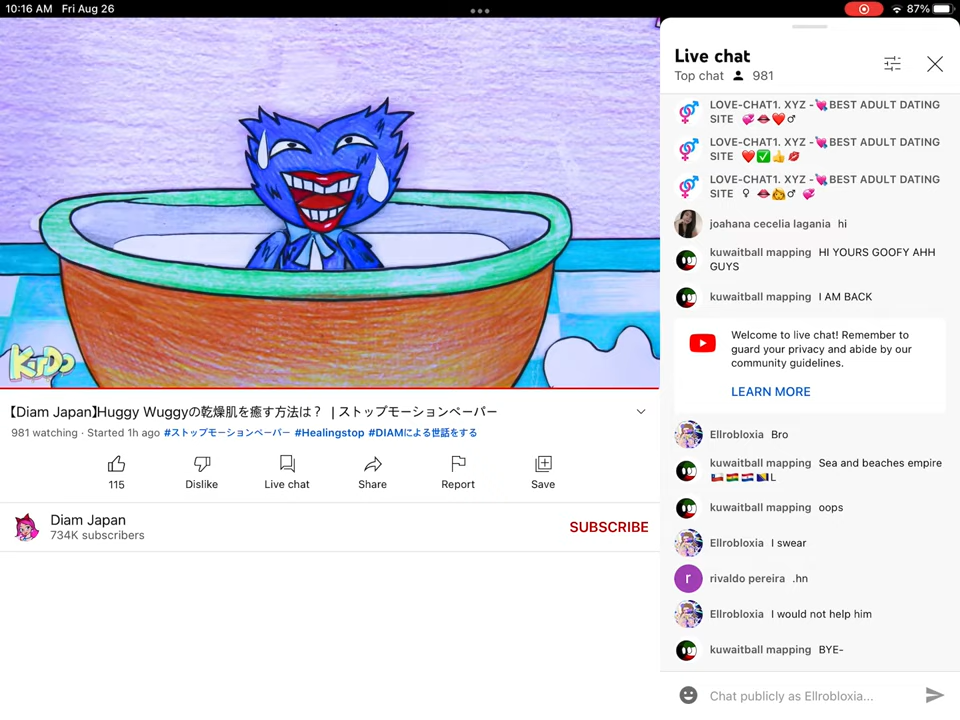 10:16 AM Fri Aug 26
87%
KiDo
【Diam Japan】Huggy Wuggyの乾燥肌を癒す方法は？ | ストップモーションペーパー
981 watching · Started 1h ago #ストップモーションペーパー #Healingstop #DIAMによる世話をする
115
Dislike
Live chat
Share
Report
Save
Diam Japan
734K subscribers
SUBSCRIBE
Live chat
Top chat 981
LOVE-CHAT1. XYZ -💘BEST ADULT DATING
SITE 💞👄❤️♂
LOVE-CHAT1. XYZ -💘BEST ADULT DATING
SITE ❤️✅👍💋
LOVE-CHAT1. XYZ -💘BEST ADULT DATING
SITE ♀ 👄👩‍❤️‍👨♂ 💞
joahana cecelia lagania hi
kuwaitball mapping HI YOURS GOOFY AHH
GUYS
kuwaitball mapping I AM BACK
Welcome to live chat! Remember to
guard your privacy and abide by our
community guidelines.
LEARN MORE
Ellrobloxia Bro
kuwaitball mapping Sea and beaches empire
🇨🇱🇧🇴🇵🇾🇧🇦IL
kuwaitball mapping oops
Ellrobloxia I swear
r
rivaldo pereira .hn
Ellrobloxia I would not help him
kuwaitball mapping BYE-
Chat publicly as Ellrobloxia...